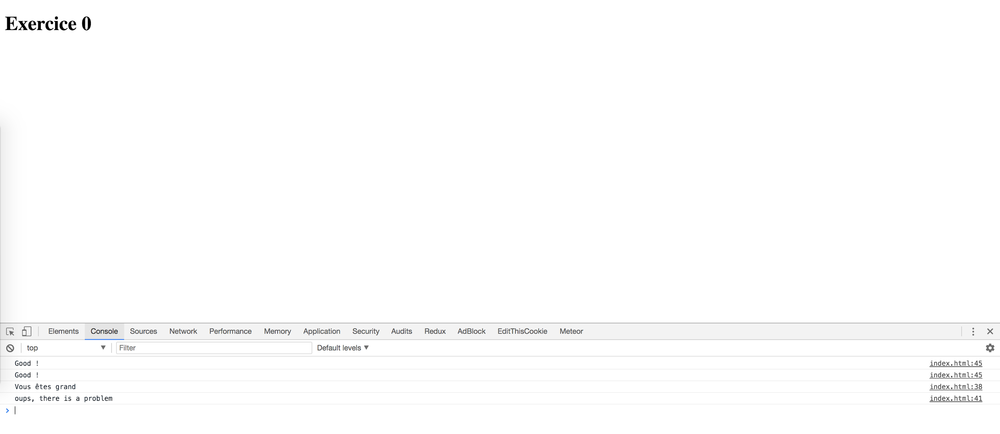 Exercice 0
Elements Console Sources Network Performance Memory Application Security Audits Redux AdBlock EditThisCookie Meteor
top Filter Default levels
Good ! index.html:45
Good ! index.html:45
Vous êtes grand index.html:38
oups, there is a problem index.html:41